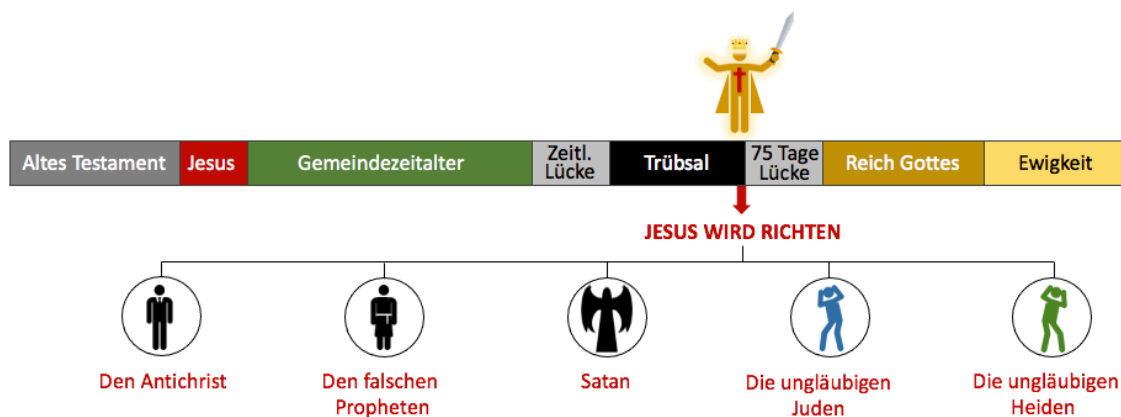 Altes Testament
Jesus
Gemeindezeitalter
Zeitl.
Lücke
Trübsal
75 Tage
Lücke
Reich Gottes
Ewigkeit
JESUS WIRD RICHTEN
Den Antichrist
Den falschen
Propheten
Satan
Die ungläubigen
Juden
Die ungläubigen
Heiden